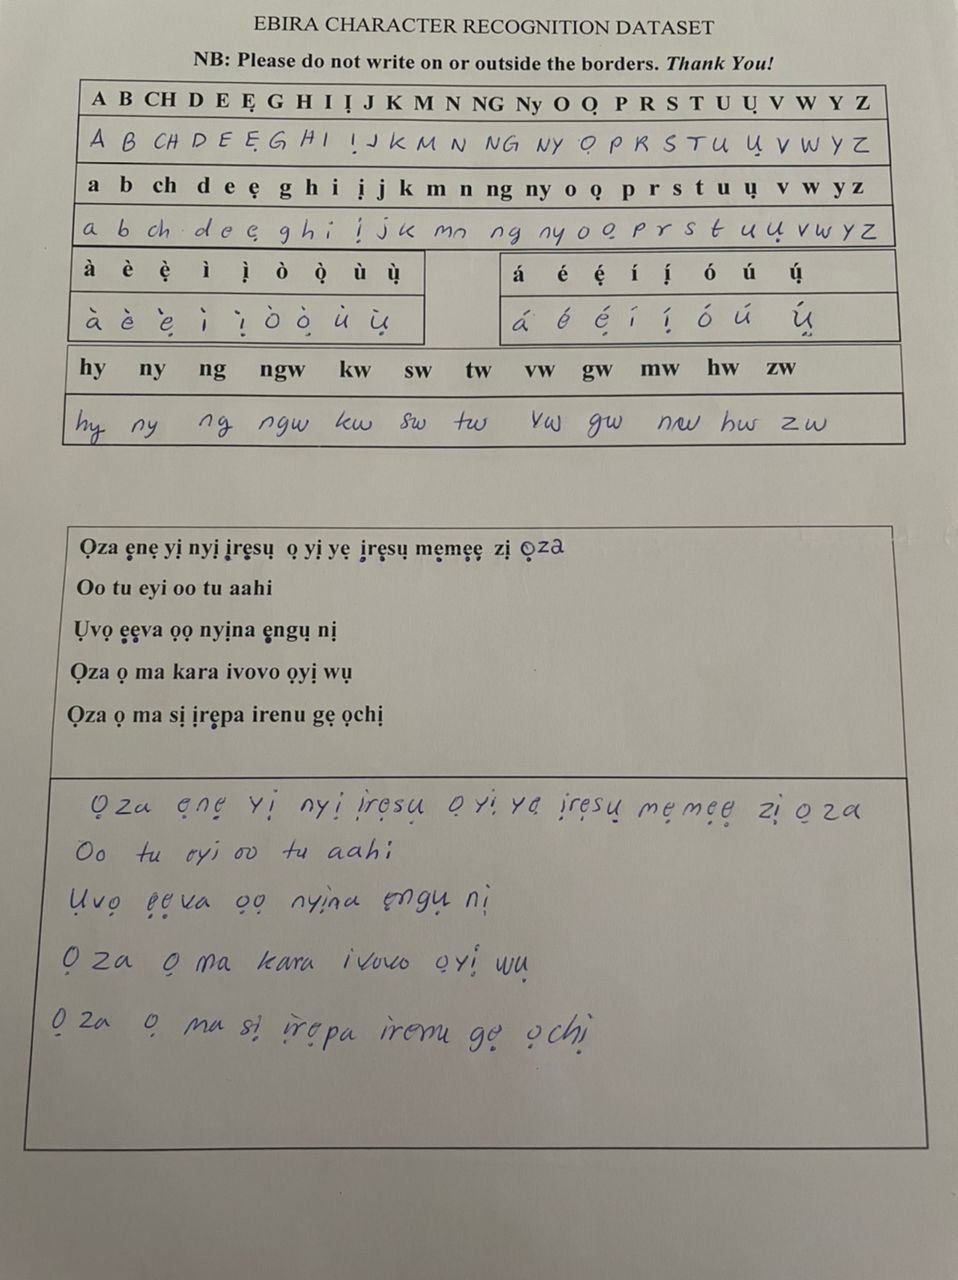 EBIRA CHARACTER RECOGNITION DATASET
NB: Please do not write on or outside the borders. Thank You!
A B CH D E Ẹ G H I Ị J K M N NG Ny O Ọ P R S T U Ụ V W Y Z
A B CH D E Ẹ G H I Ị J K M N NG NY Ọ P R S T U Ụ V W Y Z
a b ch d e ẹ g h i ị j k m n ng ny o ọ p r s t u ụ v w y z
a b ch d e ẹ g h i ị j k m n ng ny o ọ p r s t u ụ v w y z
à è ẹ̀ ì ị̀ ò ọ̀ ù ụ̀ á é ẹ́ í ị́ ó ú ụ́
à è ẹ̀ ì ị̀ ò ọ̀ ù ụ̀ á é ẹ́ í ị́ ó ú ụ́
hy ny ng ngw kw sw tw vw gw mw hw zw
hy ny ng ngw kw sw tw vw gw mw hw zw
Ọza ẹnẹ yị nyị ịrẹsụ ọ yị yẹ ịrẹsụ mẹmẹẹ zị ọza
Oo tu eyi oo tu aahi
Ụvọ ẹẹva ọọ nyịna ẹngụ nị
Ọza ọ ma kara ivovo ọyị wụ
Ọza ọ ma sị ịrẹpa irenu gẹ ọchị
Ọza ẹnẹ yị nyị ịrẹsụ ọ yị yẹ ịrẹsụ mẹmẹẹ zị ọza
Oo tu eyi oo tu aahi
Ụvọ ẹẹva ọọ nyịna ẹngụ nị
Ọza ọ ma kara ivovo ọyị wụ
Ọza ọ ma sị ịrẹpa irenu gẹ ọchị